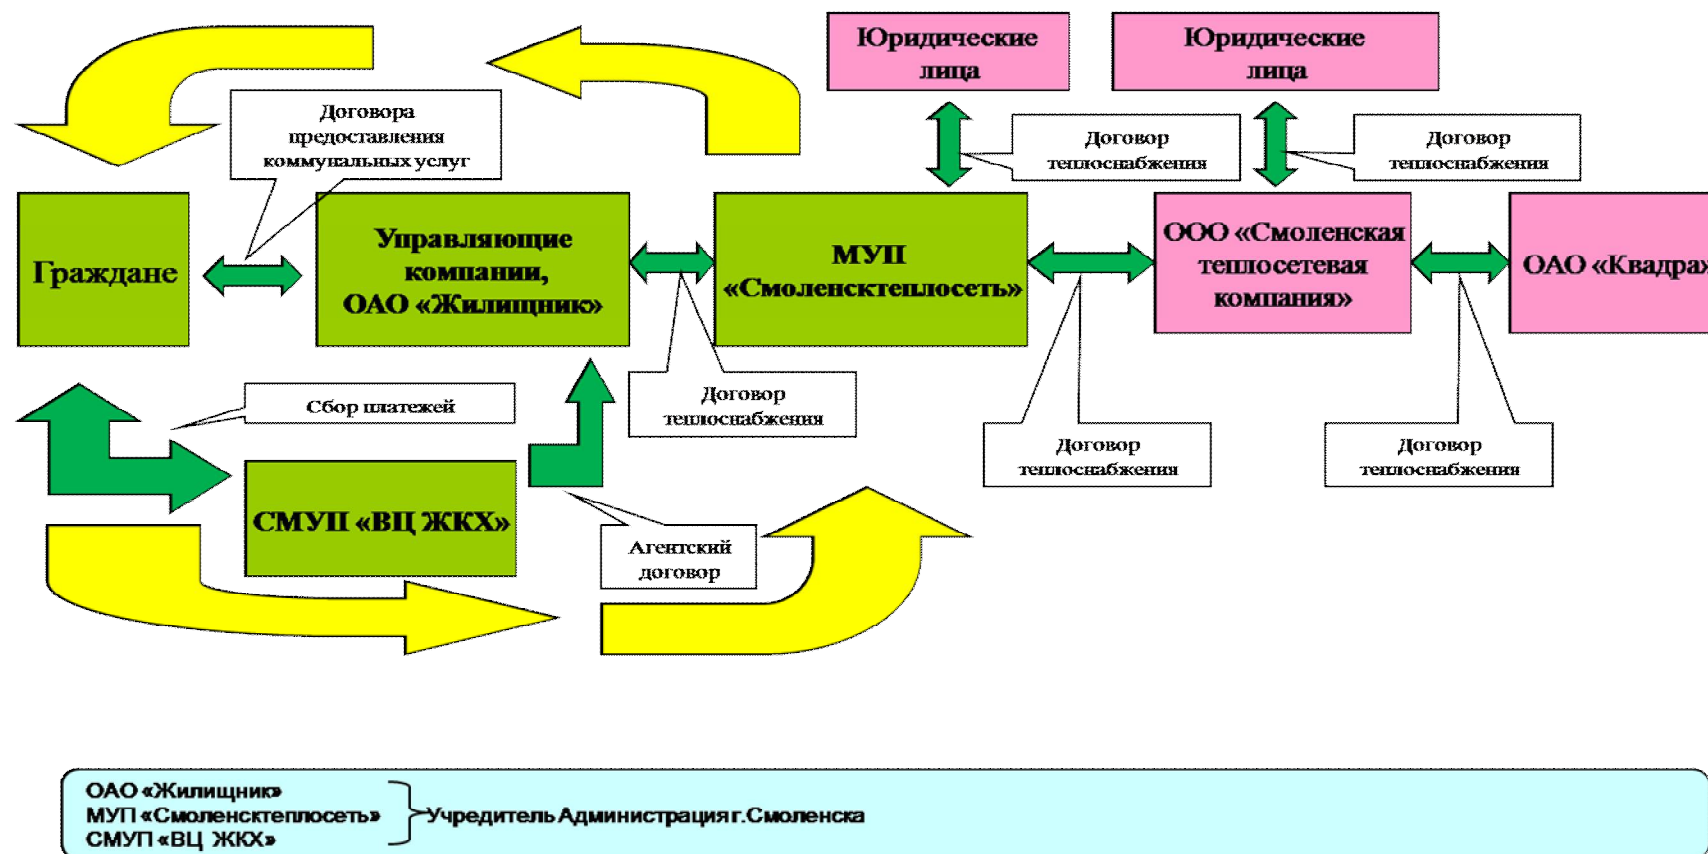 Юридические
лица
Юридические
лица
Договора
предоставления
коммунальных услуг
Договор
теплоснабжения
Договор
теплоснабжения
Граждане
Управляющие
компании,
ОАО «Жилищник»
МУП
«Смоленсктеплосеть»
ООО «Смоленская
теплосетевая
компания»
ОАО «Квадра»
Сбор платежей
Договор
теплоснабжения
Договор
теплоснабжения
Договор
теплоснабжения
СМУП «ВЦ ЖКХ»
Агентский
договор
ОАО «Жилищник»
МУП «Смоленсктеплосеть»
СМУП «ВЦ ЖКХ»
Учредитель Администрация г.Смоленска